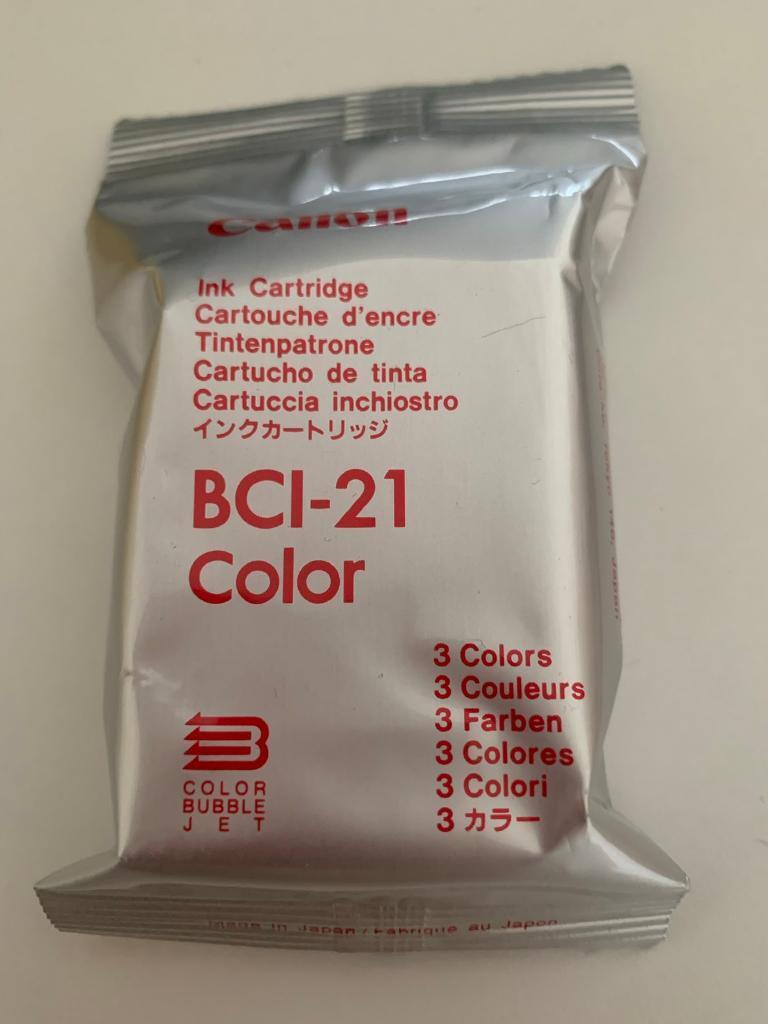 Canon
Ink Cartridge
Cartouche d'encre
Tintenpatrone
Cartucho de tinta
Cartuccia inchiostro
インクカートリッジ
BCI-21
Color
3 Colors
3 Couleurs
3 Farben
3 Colores
3 Colori
3 カラー
B
COLOR
BUBBLE
JET
Made in Japan / Fabriqué au Japon